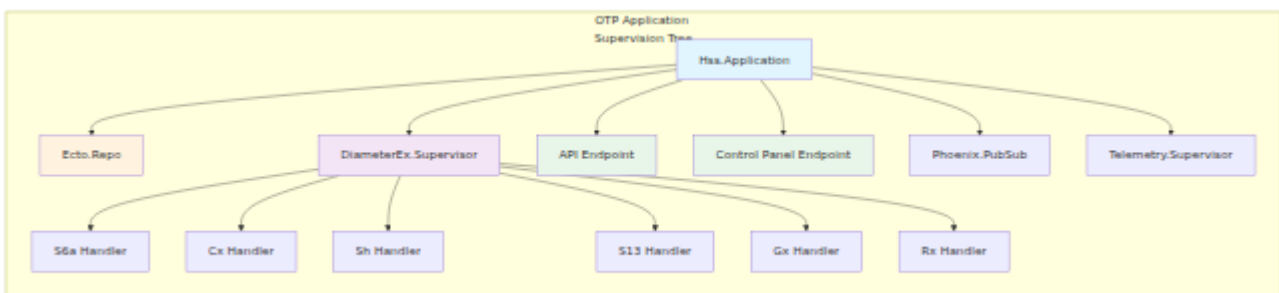 OTP Application
Supervision Tree
Hss.Application
Ecto.Repo
DiameterEx.Supervisor
API Endpoint
Control Panel Endpoint
Phoenix.PubSub
Telemetry.Supervisor
S6a Handler
Cx Handler
Sh Handler
S13 Handler
Gx Handler
Rx Handler